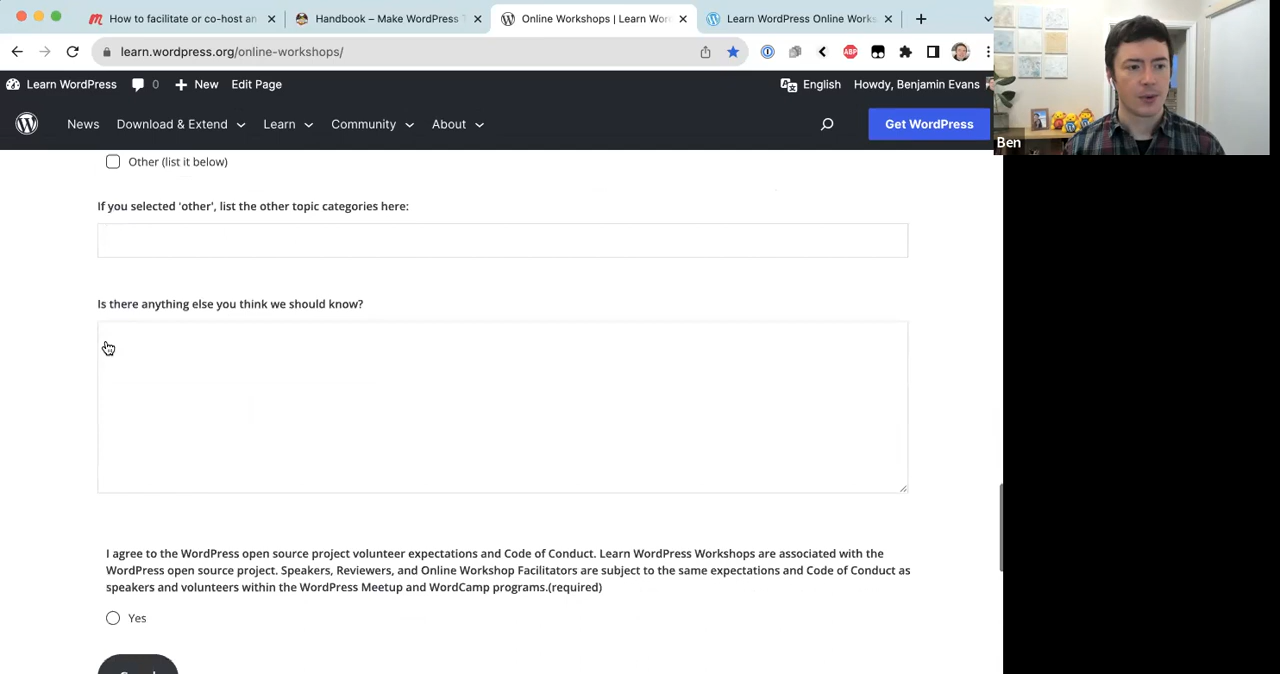 How to facilitate or co-host an
Handbook – Make WordPress T
Online Workshops | Learn Wor
Learn WordPress Online Works
learn.wordpress.org/online-workshops/
ABP
Learn WordPress
0
New
Edit Page
English
Howdy, Benjamin Evans
News
Download & Extend
Learn
Community
About
Get WordPress
Ben
Other (list it below)
If you selected 'other', list the other topic categories here:
Is there anything else you think we should know?
I agree to the WordPress open source project volunteer expectations and Code of Conduct. Learn WordPress Workshops are associated with the
WordPress open source project. Speakers, Reviewers, and Online Workshop Facilitators are subject to the same expectations and Code of Conduct as
speakers and volunteers within the WordPress Meetup and WordCamp programs.(required)
Yes